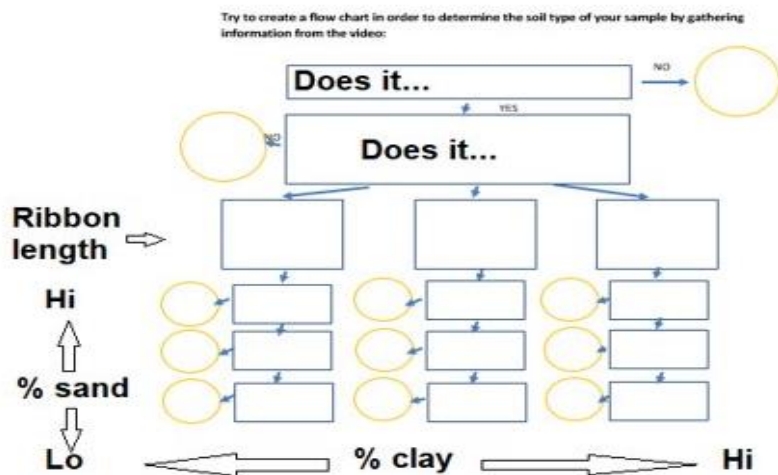 Try to create a flow chart in order to determine the soil type of your sample by gathering
information from the video:
Does it...
NO
YES
NO
Does it...
Ribbon
length
Hi
% sand
Lo
% clay
Hi